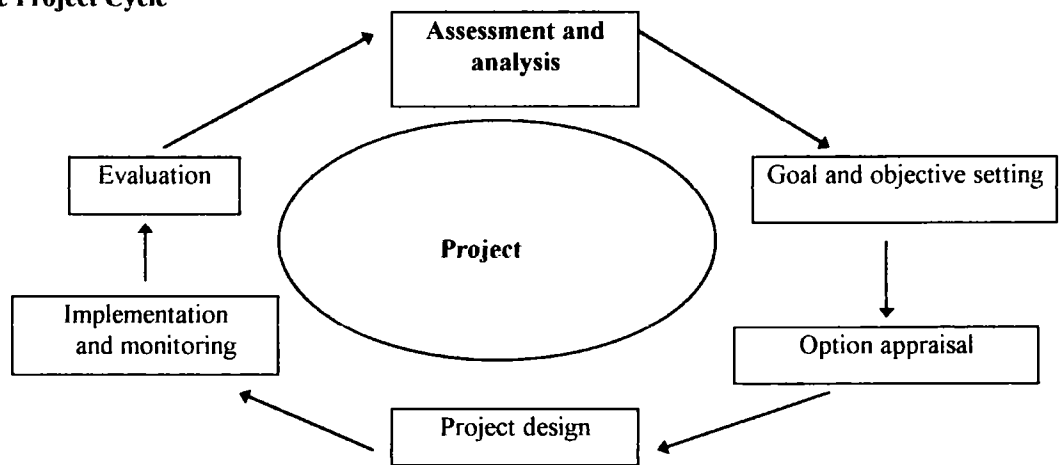 Project Cycle
Assessment and
analysis
Evaluation
Goal and objective setting
Project
Implementation
and monitoring
Option appraisal
Project design